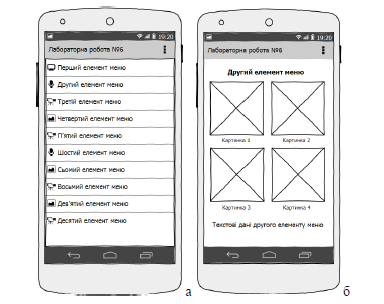 19:20
Лабораторна робота №6
Перший елемент меню
Другий елемент меню
Третій елемент меню
Четвертий елемент меню
П'ятий елемент меню
Шостий елемент меню
Сьомий елемент меню
Восьмий елемент меню
Дев'ятий елемент меню
Десятий елемент меню
а
19:20
Лабораторна робота №6
Другий елемент меню
Картинка 1 Картинка 2
Картинка 3 Картинка 4
Текстові дані другого елементу меню
б